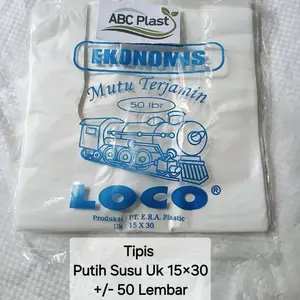 ABC Plast
EKONOMIS
Mutu Terjamin
50 lbr
LOCO®
Produksi : PT. E.R.A. Plastic
Uk : 15 X 30
Tipis
Putih Susu Uk 15×30
+/- 50 Lembar